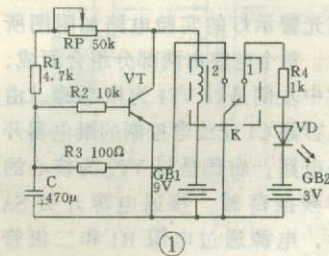 RP 50k
R1
4.7k
VT
R2 10k
R3 100Ω
C
470μ
GB1
9V
2
1
K
R4
1k
VD
GB2
3V
①